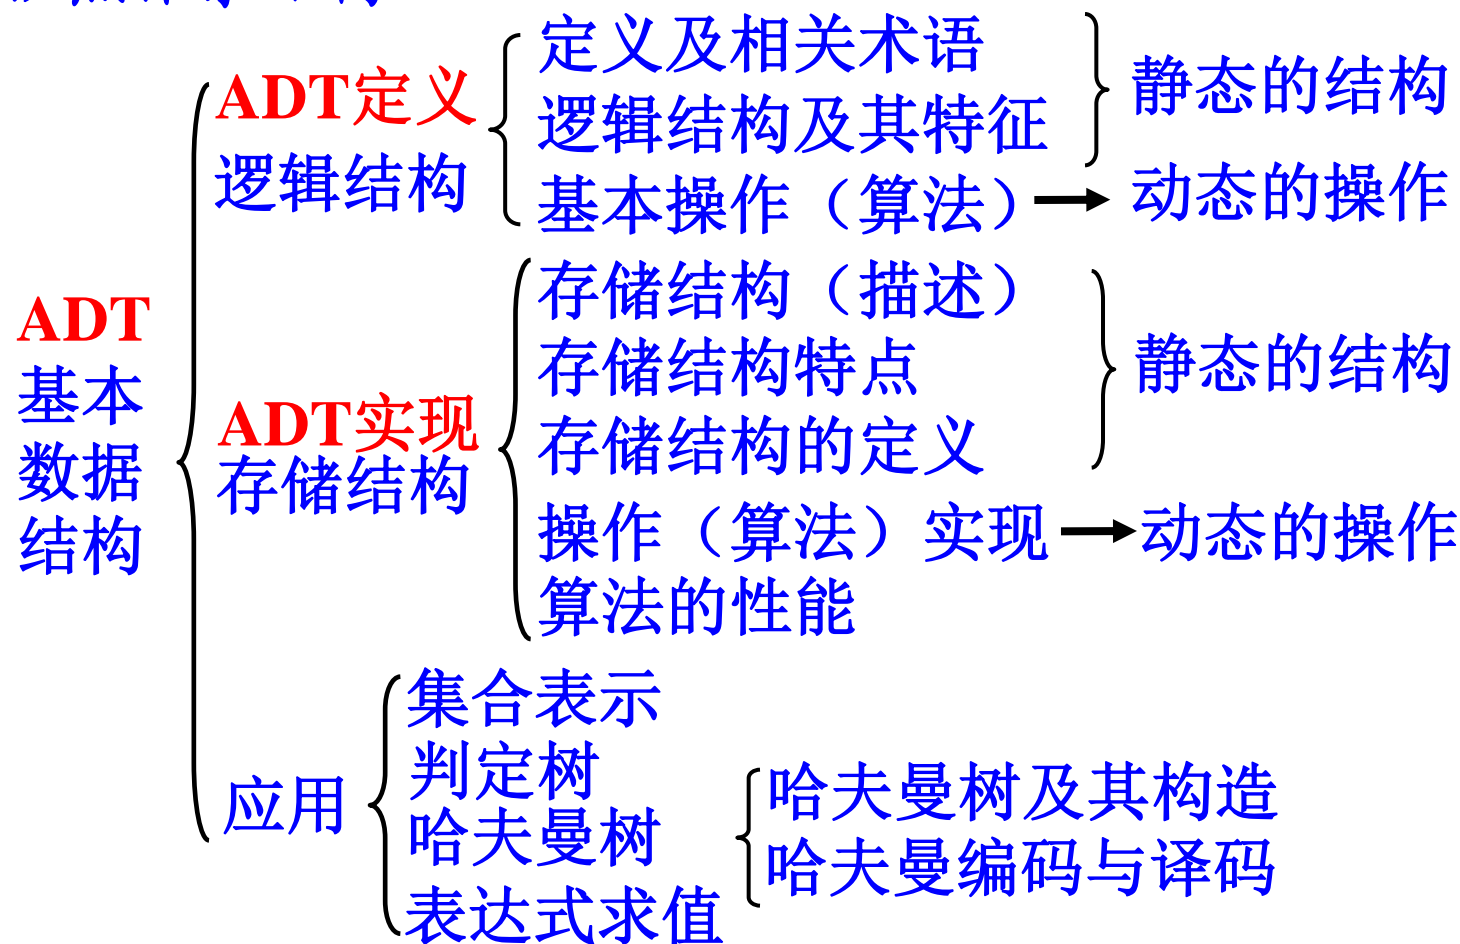 定义及相关术语
静态的结构
ADT定义
逻辑结构及其特征
逻辑结构
基本操作（算法）
动态的操作
存储结构（描述）
ADT
存储结构特点
静态的结构
基本
ADT实现
存储结构的定义
数据
存储结构
结构
操作（算法）实现
动态的操作
算法的性能
集合表示
判定树
应用
哈夫曼树及其构造
哈夫曼树
哈夫曼编码与译码
表达式求值